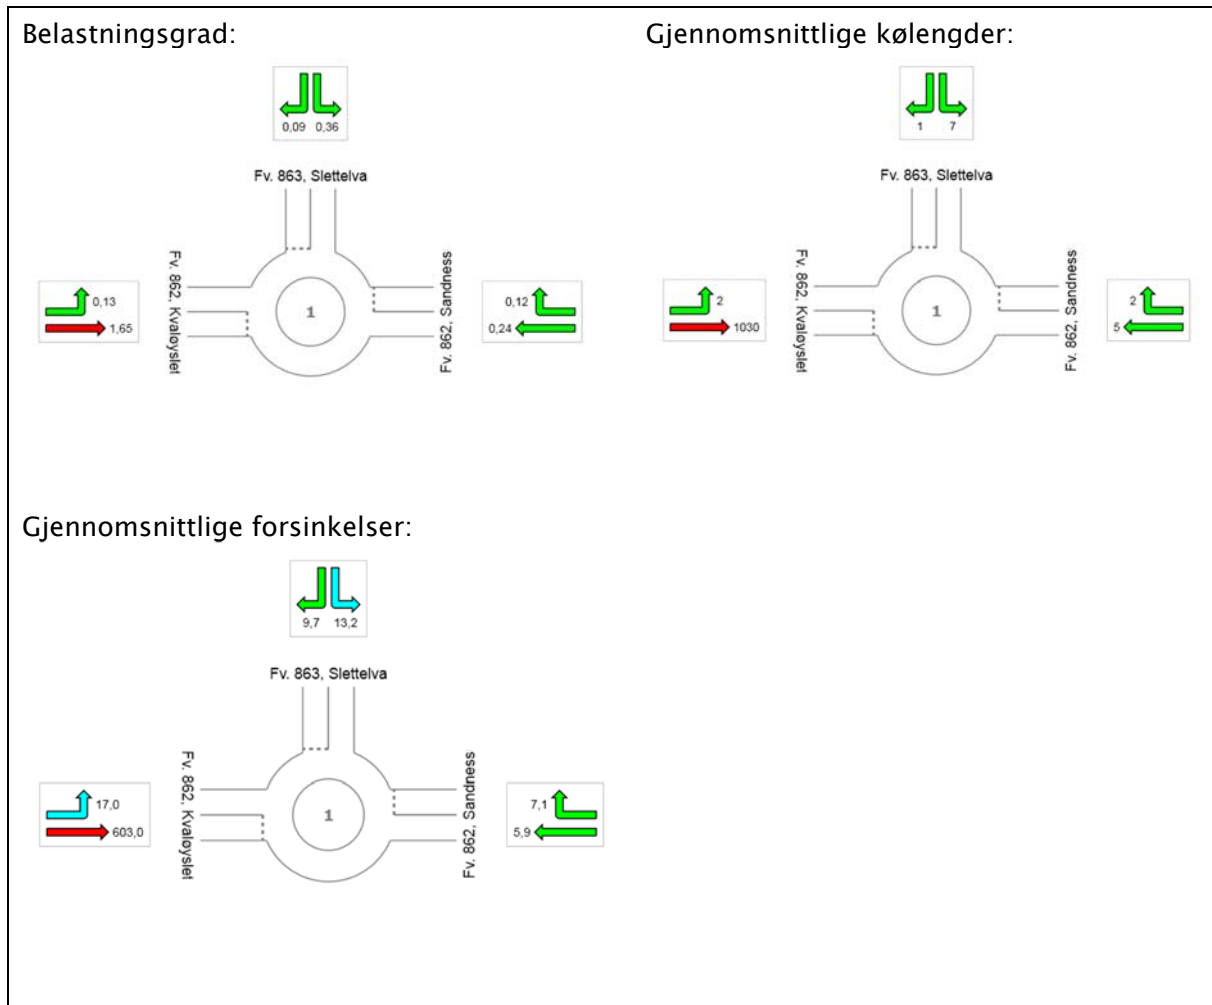 Belastningsgrad:
0,09 0,36
Fv. 863, Slettelva
Fv. 862, Kvaløyslet
0,13
1,65
1
Fv. 862, Sandness
0,12
0,24
Gjennomsnittlige kølengder:
1 7
Fv. 863, Slettelva
Fv. 862, Kvaløyslet
2
1030
1
Fv. 862, Sandness
2
5
Gjennomsnittlige forsinkelser:
9,7 13,2
Fv. 863, Slettelva
Fv. 862, Kvaløyslet
17,0
603,0
1
Fv. 862, Sandness
7,1
5,9